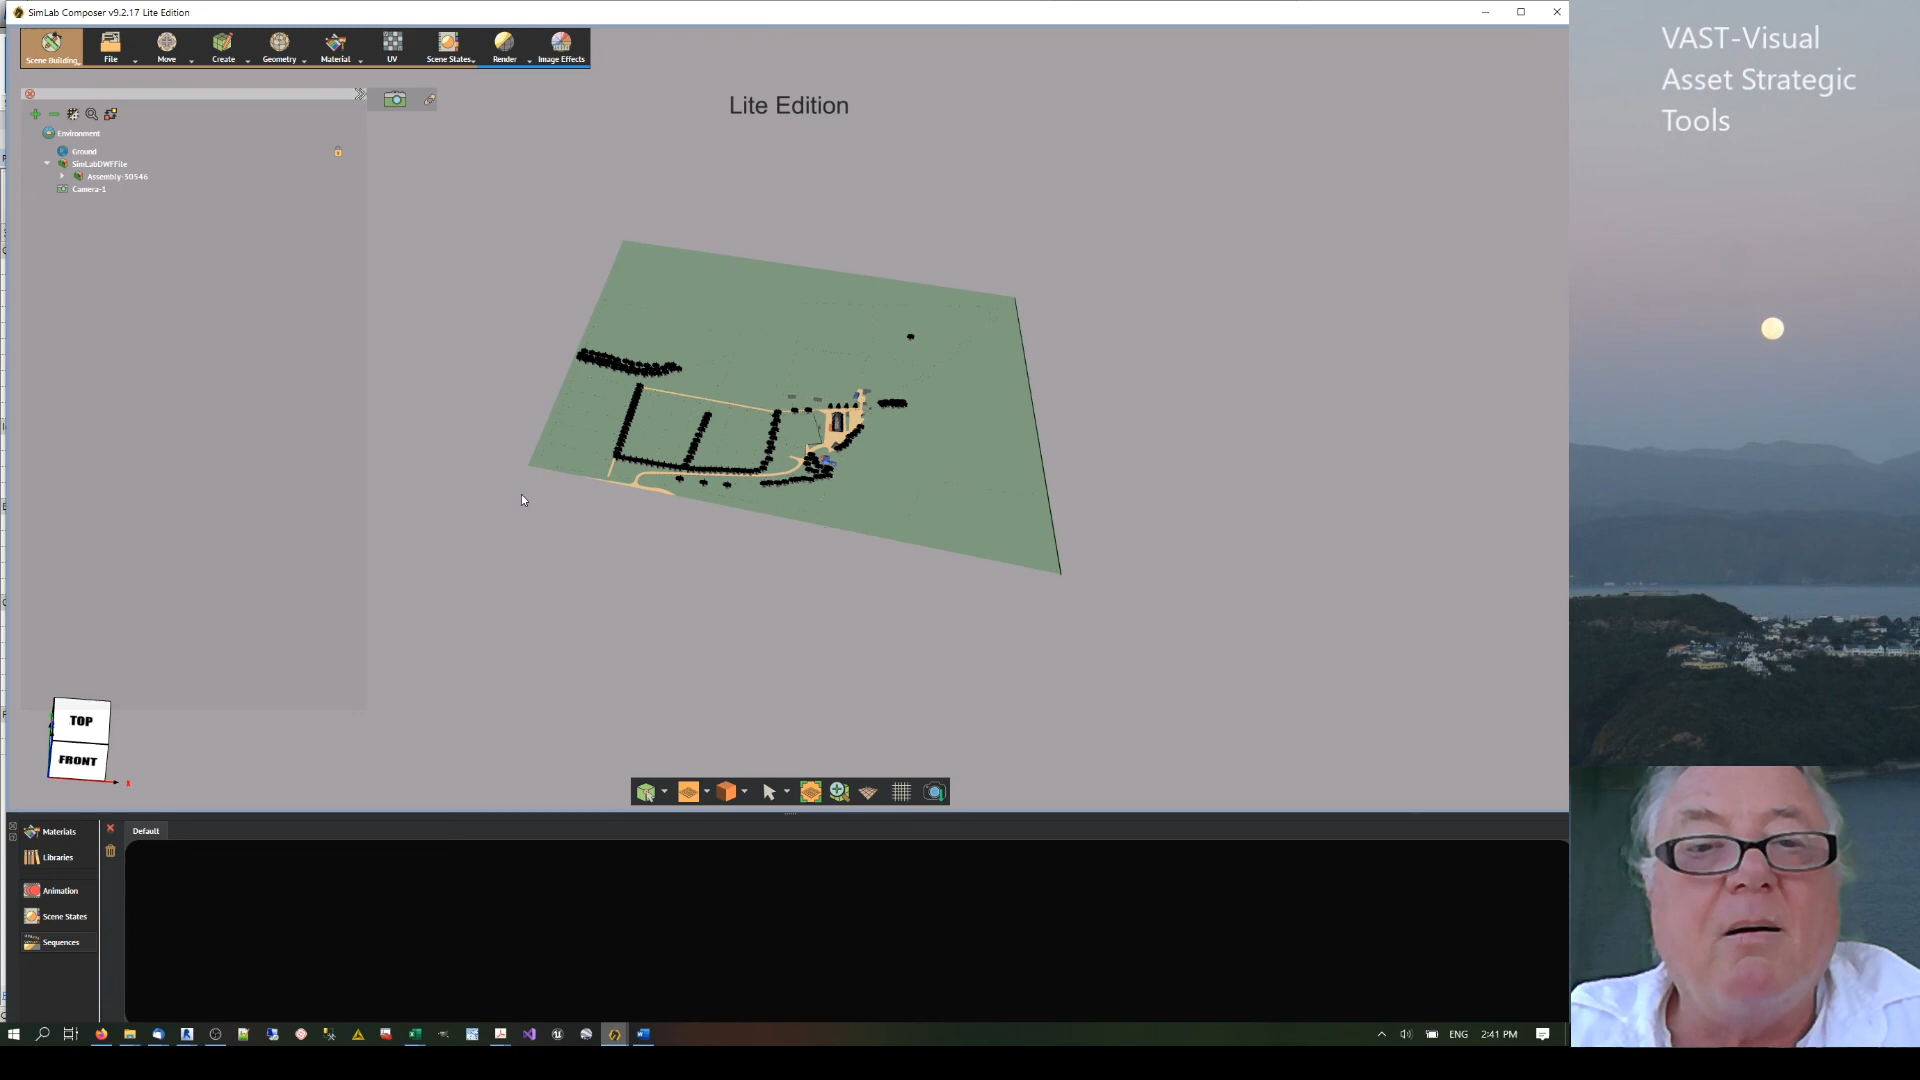 SimLab Composer v9.2.17 Lite Edition
Scene Building
File
Move
Create
Geometry
Material
UV
Scene States
Render
Image Effects
Lite Edition
Environment
Ground
SimLabDWFFile
Assembly-30546
Camera-1
TOP
FRONT
X
Materials
Libraries
Animation
Scene States
Sequences
Default
ENG
2:41 PM
VAST-Visual
Asset Strategic
Tools